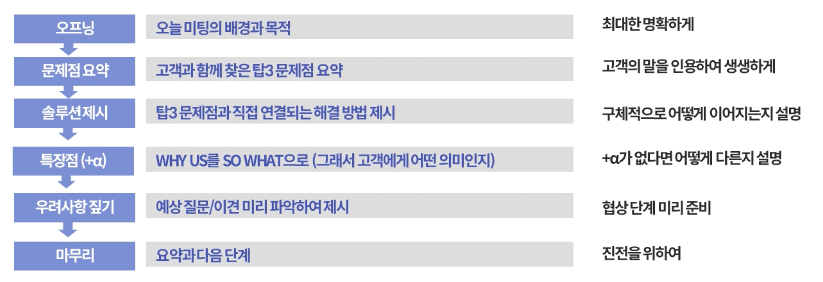 오프닝 오늘 미팅의 배경과 목적 최대한 명확하게
문제점 요약 고객과 함께 찾은 탑3 문제점 요약 고객의 말을 인용하여 생생하게
솔루션 제시 탑3 문제점과 직접 연결되는 해결 방법 제시 구체적으로 어떻게 이어지는지 설명
특장점 (+α) WHY US를 SO WHAT으로 (그래서 고객에게 어떤 의미인지) +α가 없다면 어떻게 다른지 설명
우려사항 짚기 예상 질문/이견 미리 파악하여 제시 협상 단계 미리 준비
마무리 요약과 다음 단계 진전을 위하여